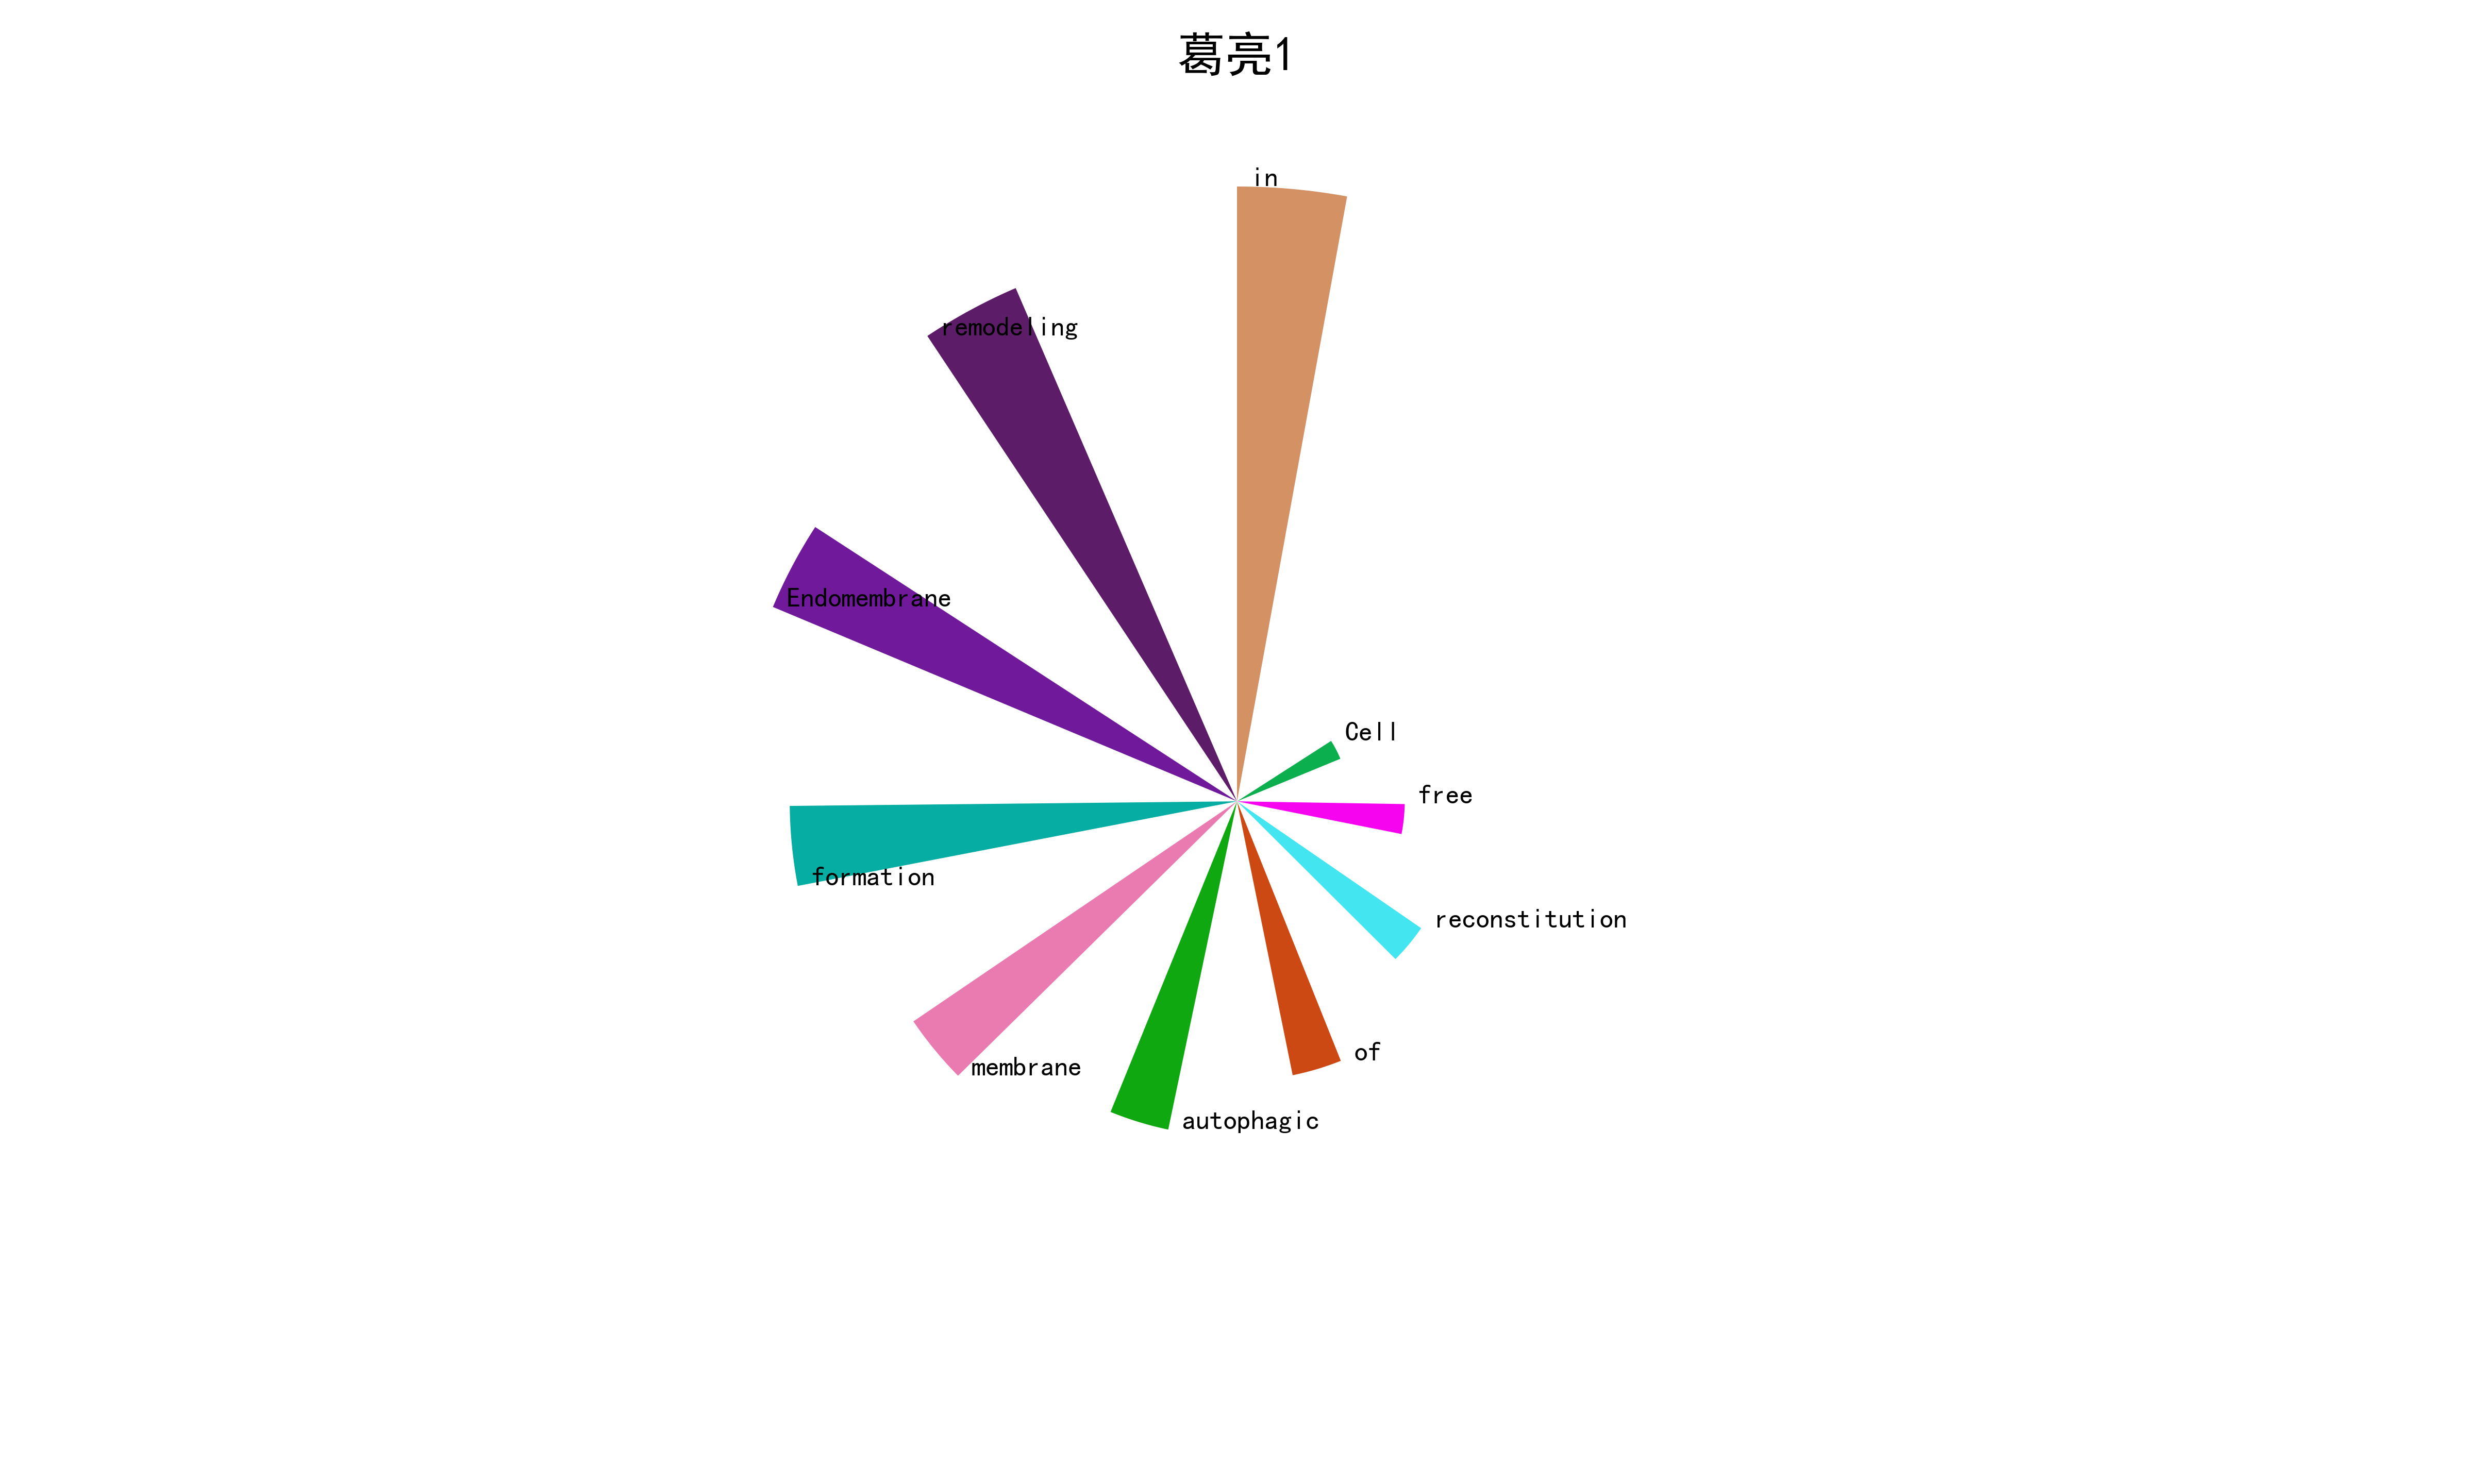 葛亮1
in
remodeling
Endomembrane
Cell
free
formation
reconstitution
of
membrane
autophagic